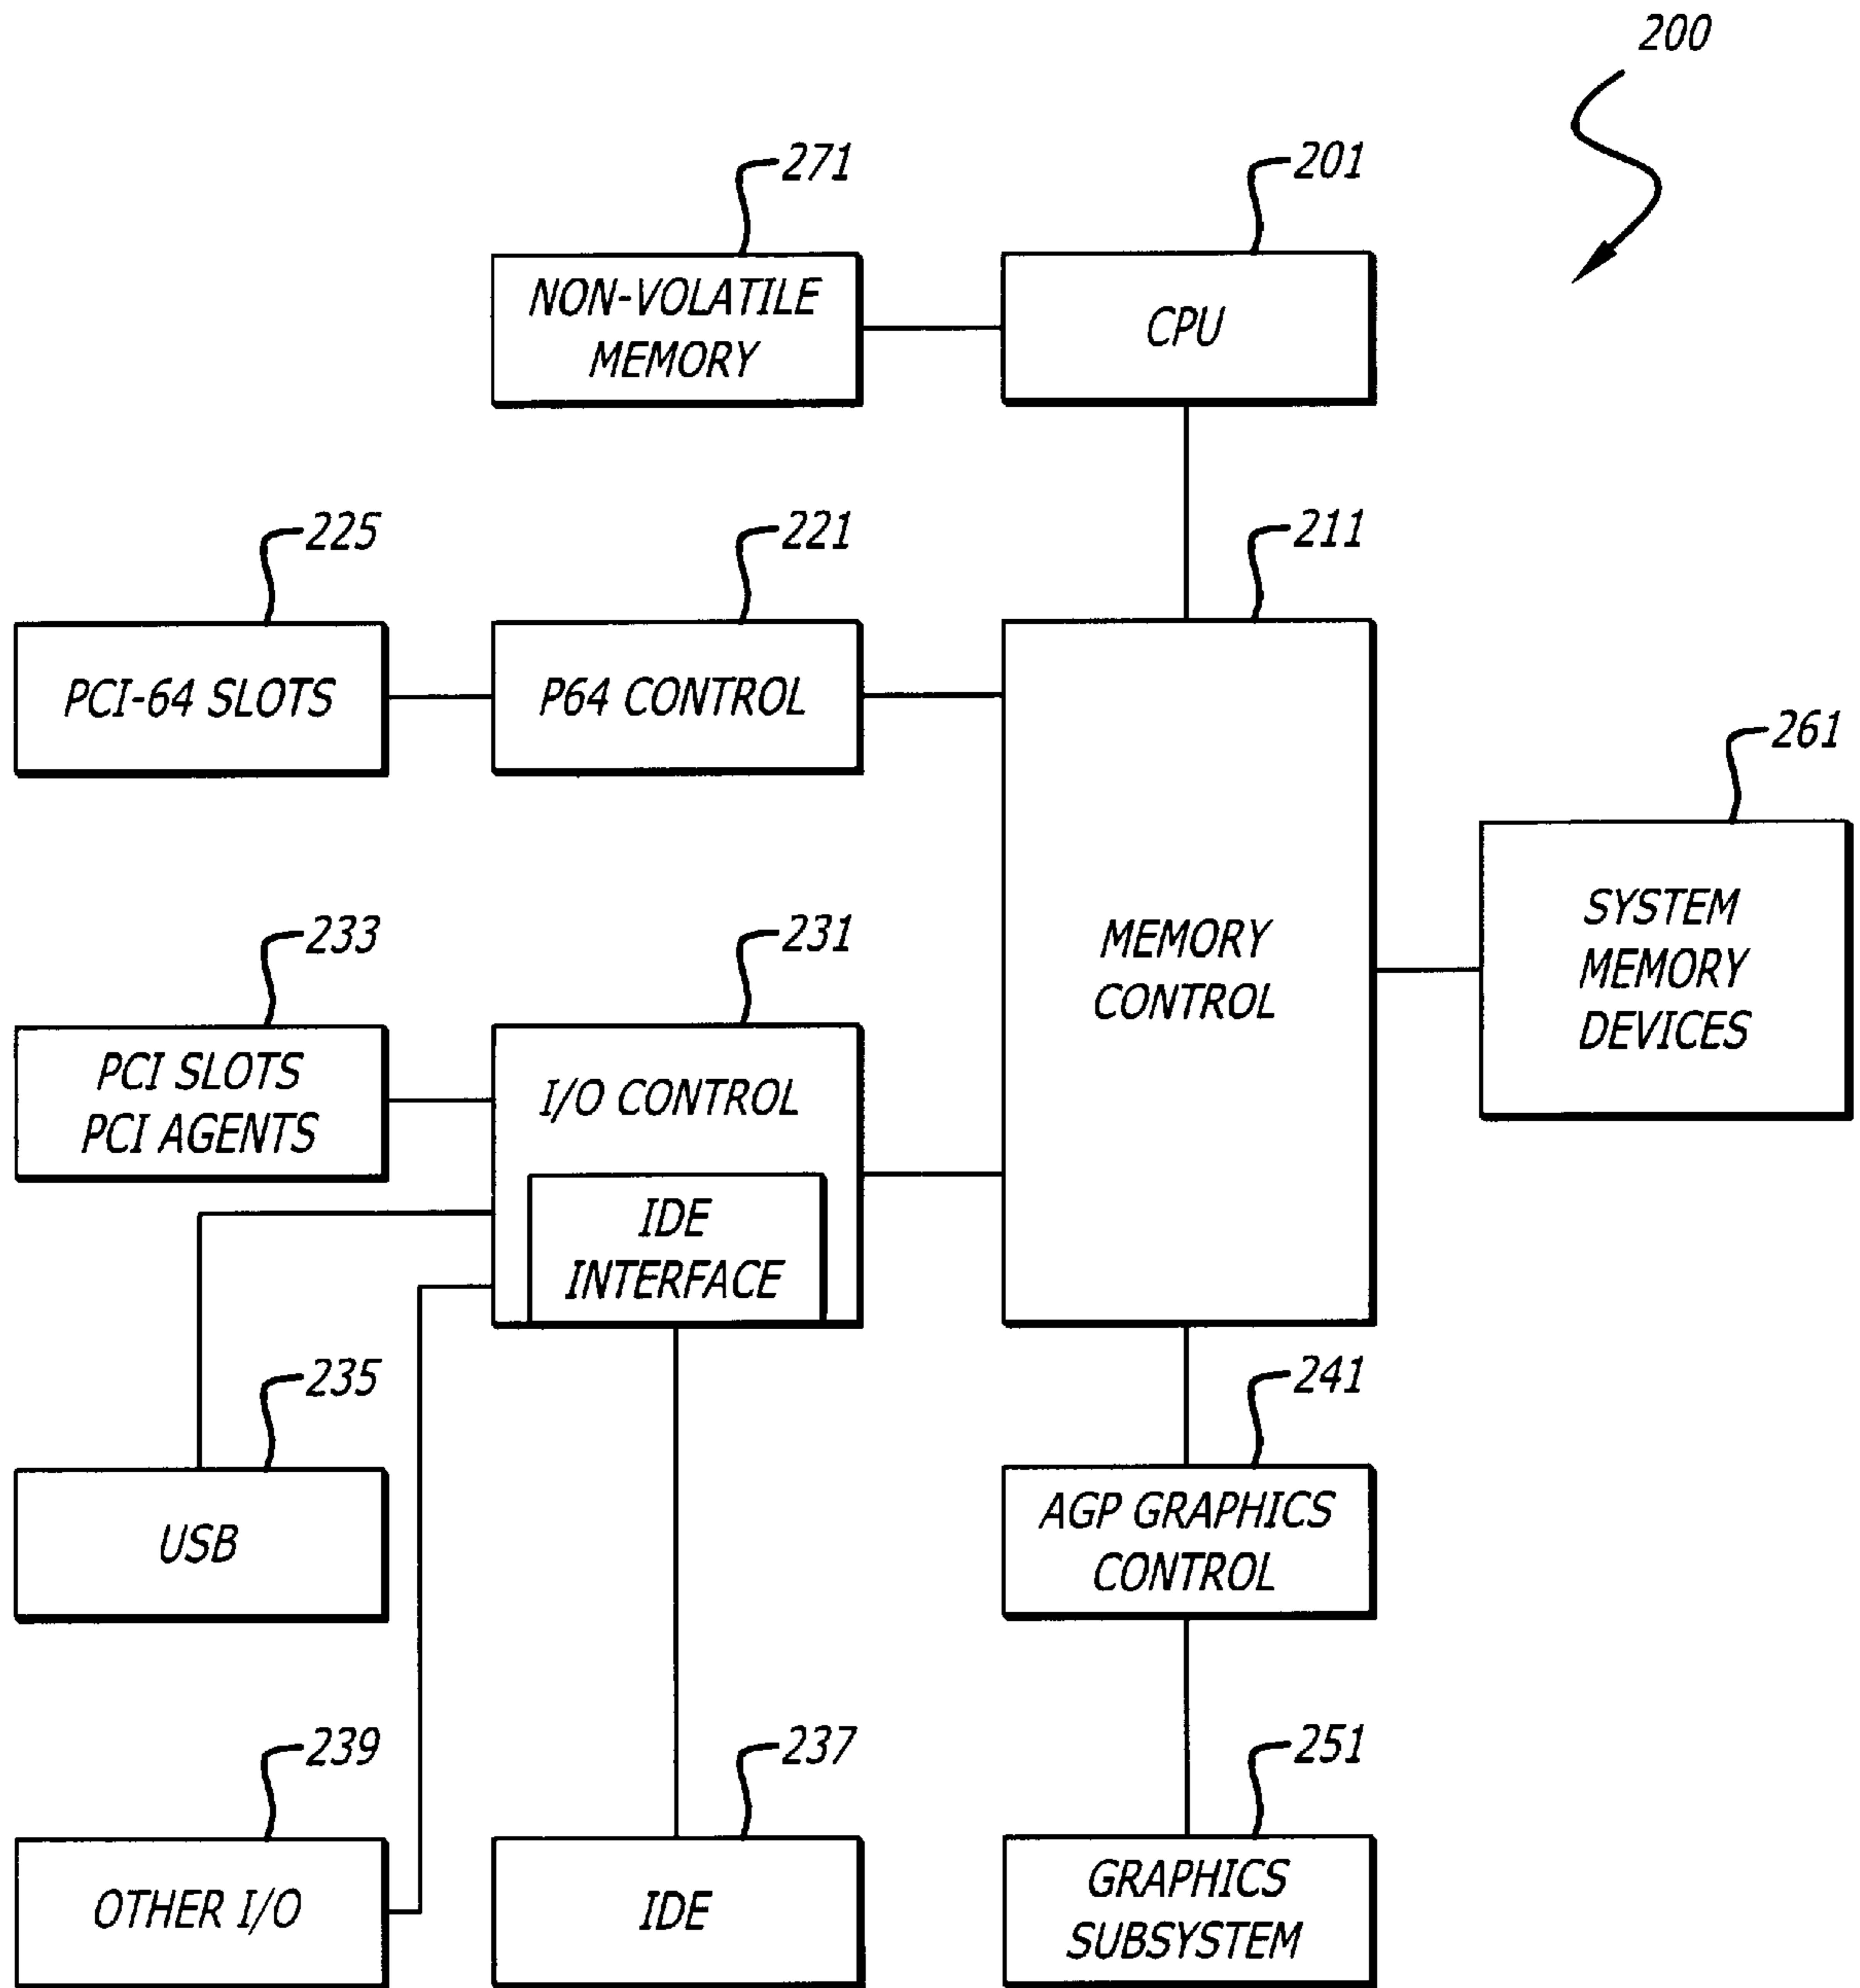 200
271
201
NON-VOLATILE
MEMORY
CPU
225
221
211
PCI-64 SLOTS
P64 CONTROL
261
233
231
MEMORY
CONTROL
SYSTEM
MEMORY
DEVICES
PCI SLOTS
PCI AGENTS
I/O CONTROL
IDE
INTERFACE
235
241
USB
AGP GRAPHICS
CONTROL
239
237
251
OTHER I/O
IDE
GRAPHICS
SUBSYSTEM